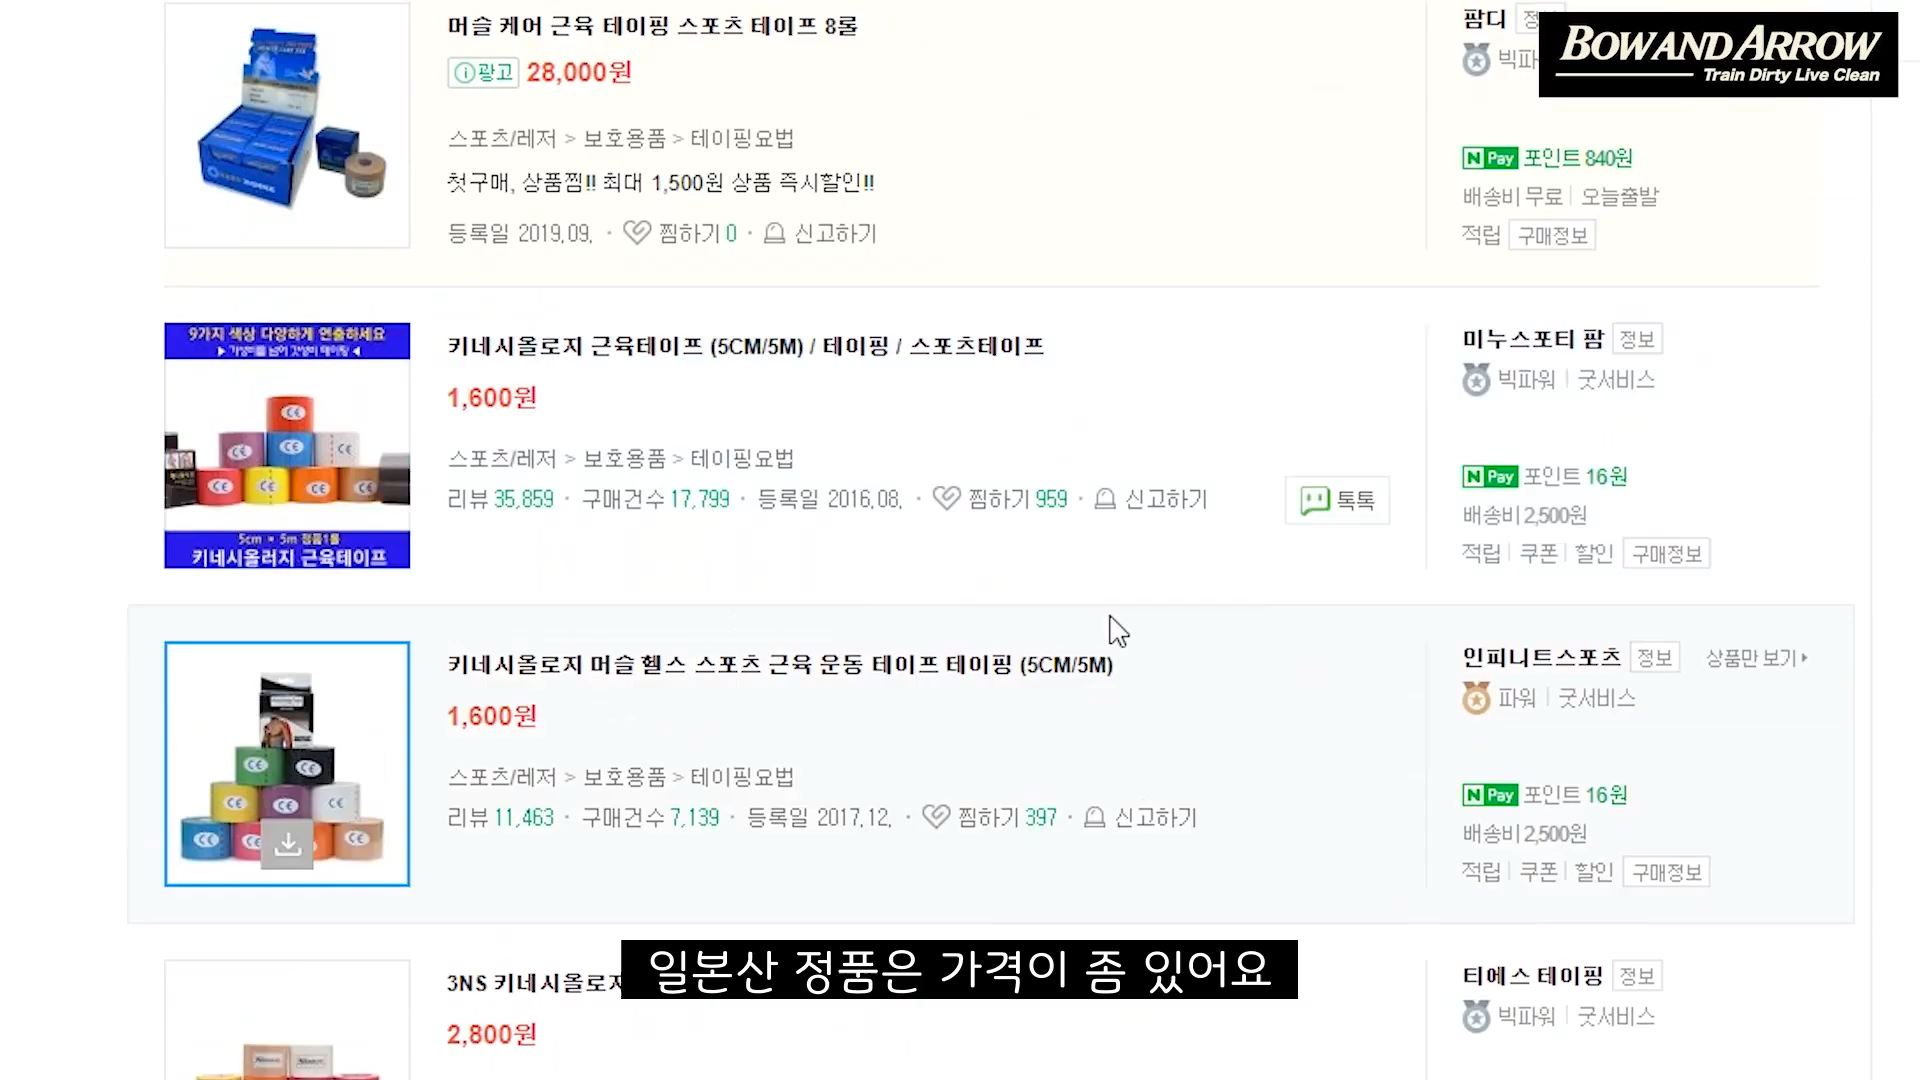 머슬 케어 근육 테이핑 스포츠 테이프 8롤
광고 28,000원
스포츠/레저 > 보호용품 > 테이핑요법
첫구매, 상품찜!! 최대 1,500원 상품 즉시할인!!
등록일 2019.09. · 찜하기 0 · 신고하기
팜디
빅파
BOW AND ARROW
Train Dirty Live Clean
N Pay 포인트 840원
배송비 무료 | 오늘출발
적립 구매정보
9가지 색상 다양하게 연출하세요
5cm × 5m 정품1롤
키네시올러지 근육테이프
CE
키네시올로지 근육테이프 (5CM/5M) / 테이핑 / 스포츠테이프
1,600원
스포츠/레저 > 보호용품 > 테이핑요법
리뷰 35,859 · 구매건수 17,799 · 등록일 2016.08. · 찜하기 959 · 신고하기
톡톡
미누스포티 팜 정보
빅파워 | 굿서비스
N Pay 포인트 16원
배송비 2,500원
적립 | 쿠폰 | 할인 구매정보
CE
키네시올로지 머슬 헬스 스포츠 근육 운동 테이프 테이핑 (5CM/5M)
1,600원
스포츠/레저 > 보호용품 > 테이핑요법
리뷰 11,463 · 구매건수 7,139 · 등록일 2017.12. · 찜하기 397 · 신고하기
인피니트스포츠 정보 상품만 보기
파워 | 굿서비스
N Pay 포인트 16원
배송비 2,500원
적립 | 쿠폰 | 할인 구매정보
3NS 키네시올로지
2,800원
일본산 정품은 가격이 좀 있어요
티에스 테이핑 정보
빅파워 | 굿서비스